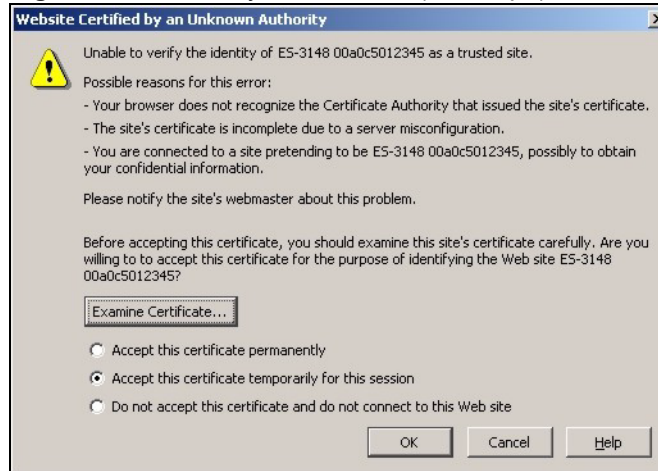 Website Certified by an Unknown Authority
Unable to verify the identity of ES-3148 00a0c5012345 as a trusted site.
Possible reasons for this error:
- Your browser does not recognize the Certificate Authority that issued the site's certificate.
- The site's certificate is incomplete due to a server misconfiguration.
- You are connected to a site pretending to be ES-3148 00a0c5012345, possibly to obtain
your confidential information.
Please notify the site's webmaster about this problem.
Before accepting this certificate, you should examine this site's certificate carefully. Are you
willing to to accept this certificate for the purpose of identifying the Web site ES-3148
00a0c5012345?
Examine Certificate...
Accept this certificate permanently
Accept this certificate temporarily for this session
Do not accept this certificate and do not connect to this Web site
OK Cancel Help